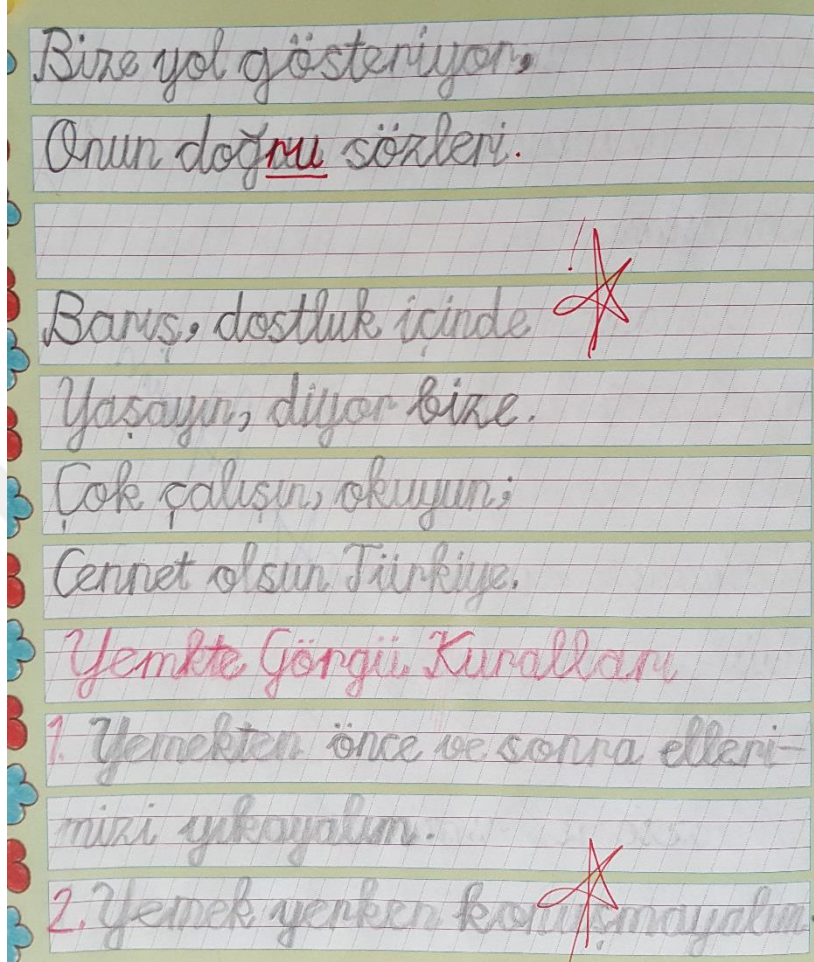 Bize yol gösteriyor,
Onun doğru sözleri.
Barış, dostluk içinde
Yaşayın, diyor bize.
Çok çalışın, okuyun;
Cennet olsun Türkiye.
Yemkte Görgü Kuralları
1. Yemekten önce ve sonra elleri-
mizi yıkayalım.
2. Yemek yerken konuşmayalım.